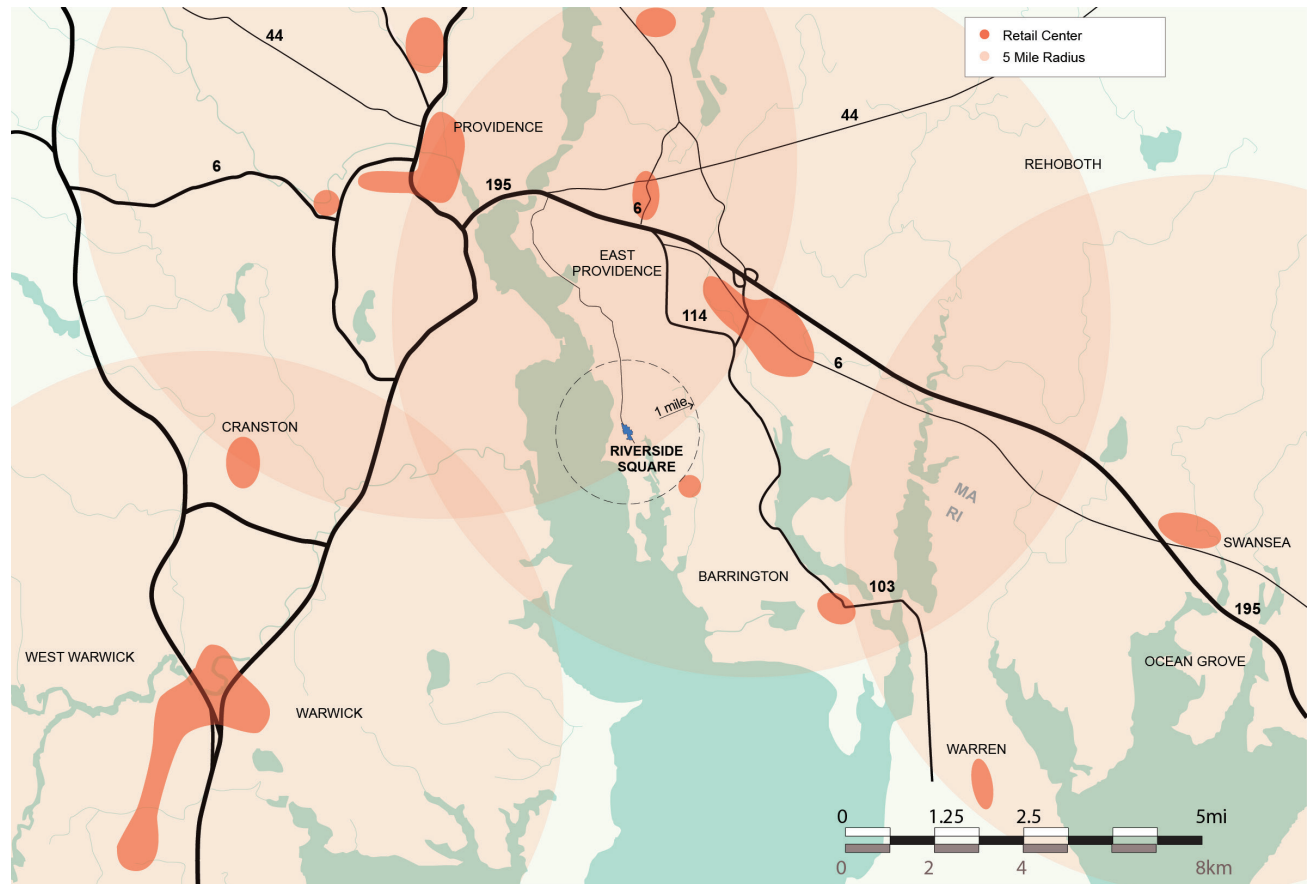 44
Retail Center
5 Mile Radius
PROVIDENCE
44
REHOBOTH
6
195
6
EAST
PROVIDENCE
114
6
1 mile
CRANSTON
RIVERSIDE
SQUARE
MA
RI
SWANSEA
BARRINGTON
103
195
WEST WARWICK
OCEAN GROVE
WARWICK
WARREN
0 1.25 2.5 5mi
0 2 4 8km